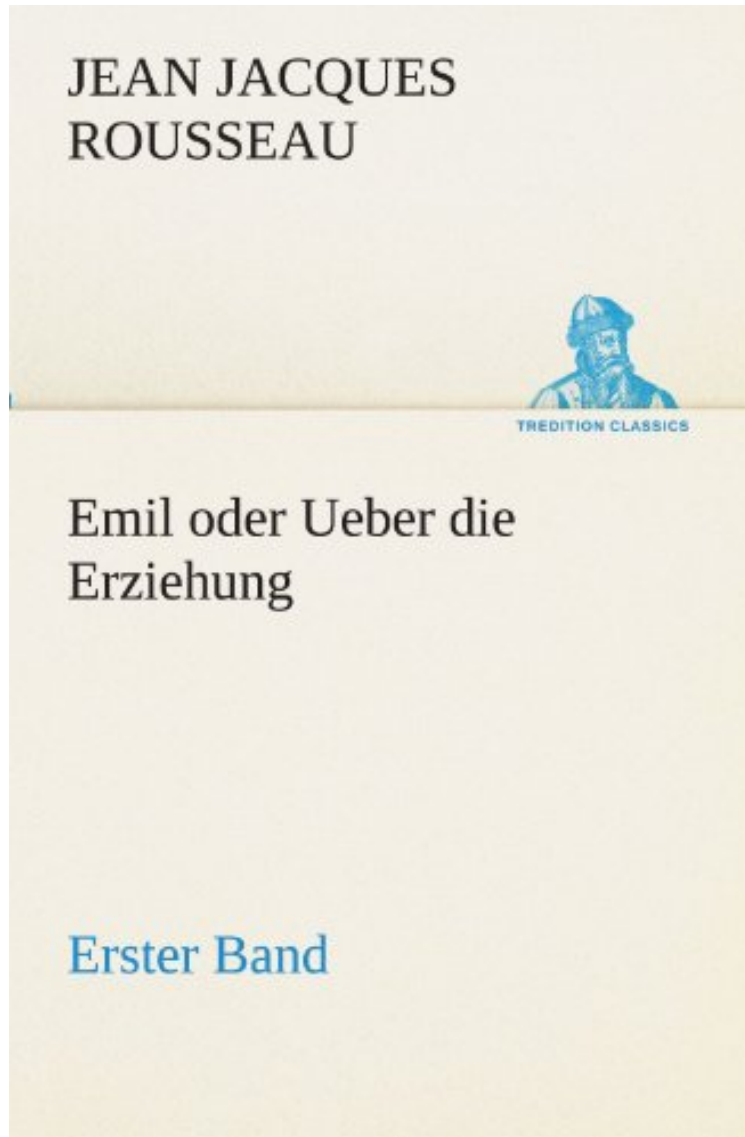 JEAN JACQUES
ROUSSEAU
TREDITION CLASSICS
Emil oder Ueber die
Erziehung
Erster Band